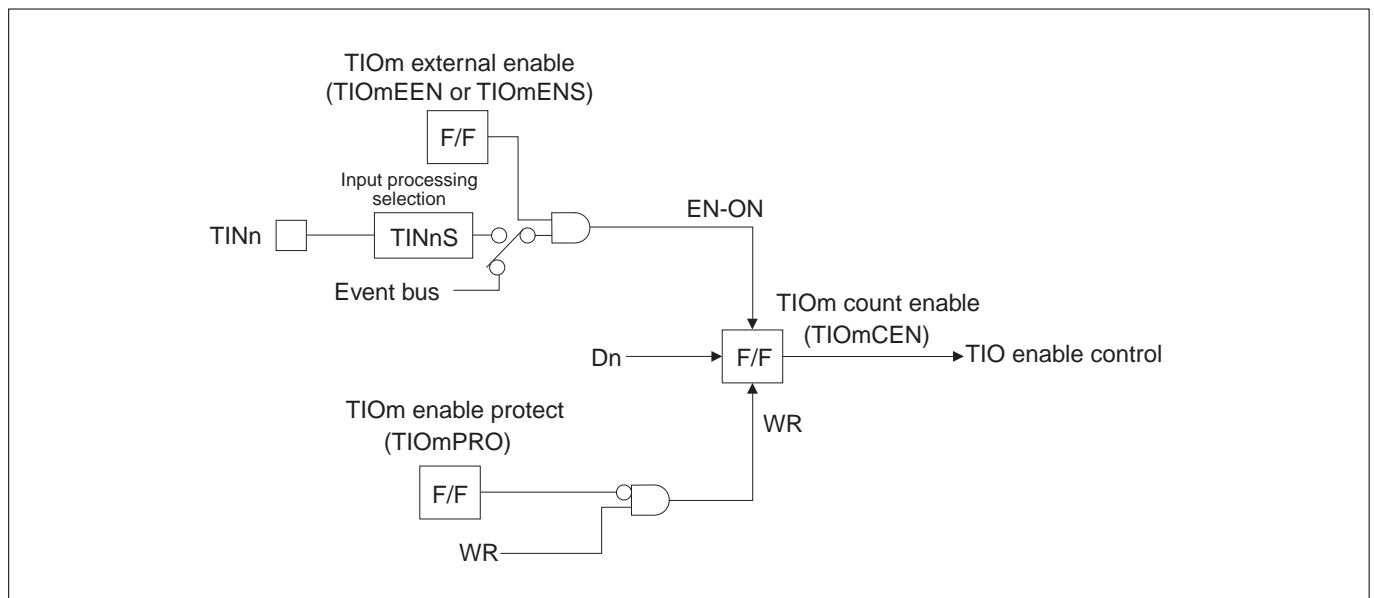 TIOm external enable
(TIOmEEN or TIOmENS)
F/F
Input processing
selection
TINn
TINnS
EN-ON
Event bus
TIOm count enable
(TIOmCEN)
Dn
F/F
TIO enable control
TIOm enable protect
(TIOmPRO)
WR
F/F
WR